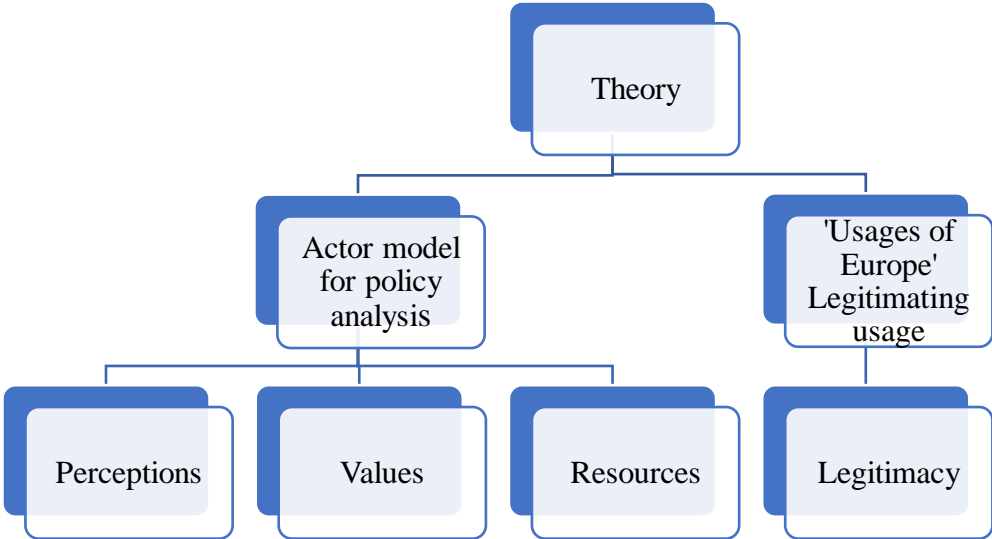 Theory
Actor model
for policy
analysis
'Usages of
Europe'
Legitimating
usage
Perceptions
Values
Resources
Legitimacy